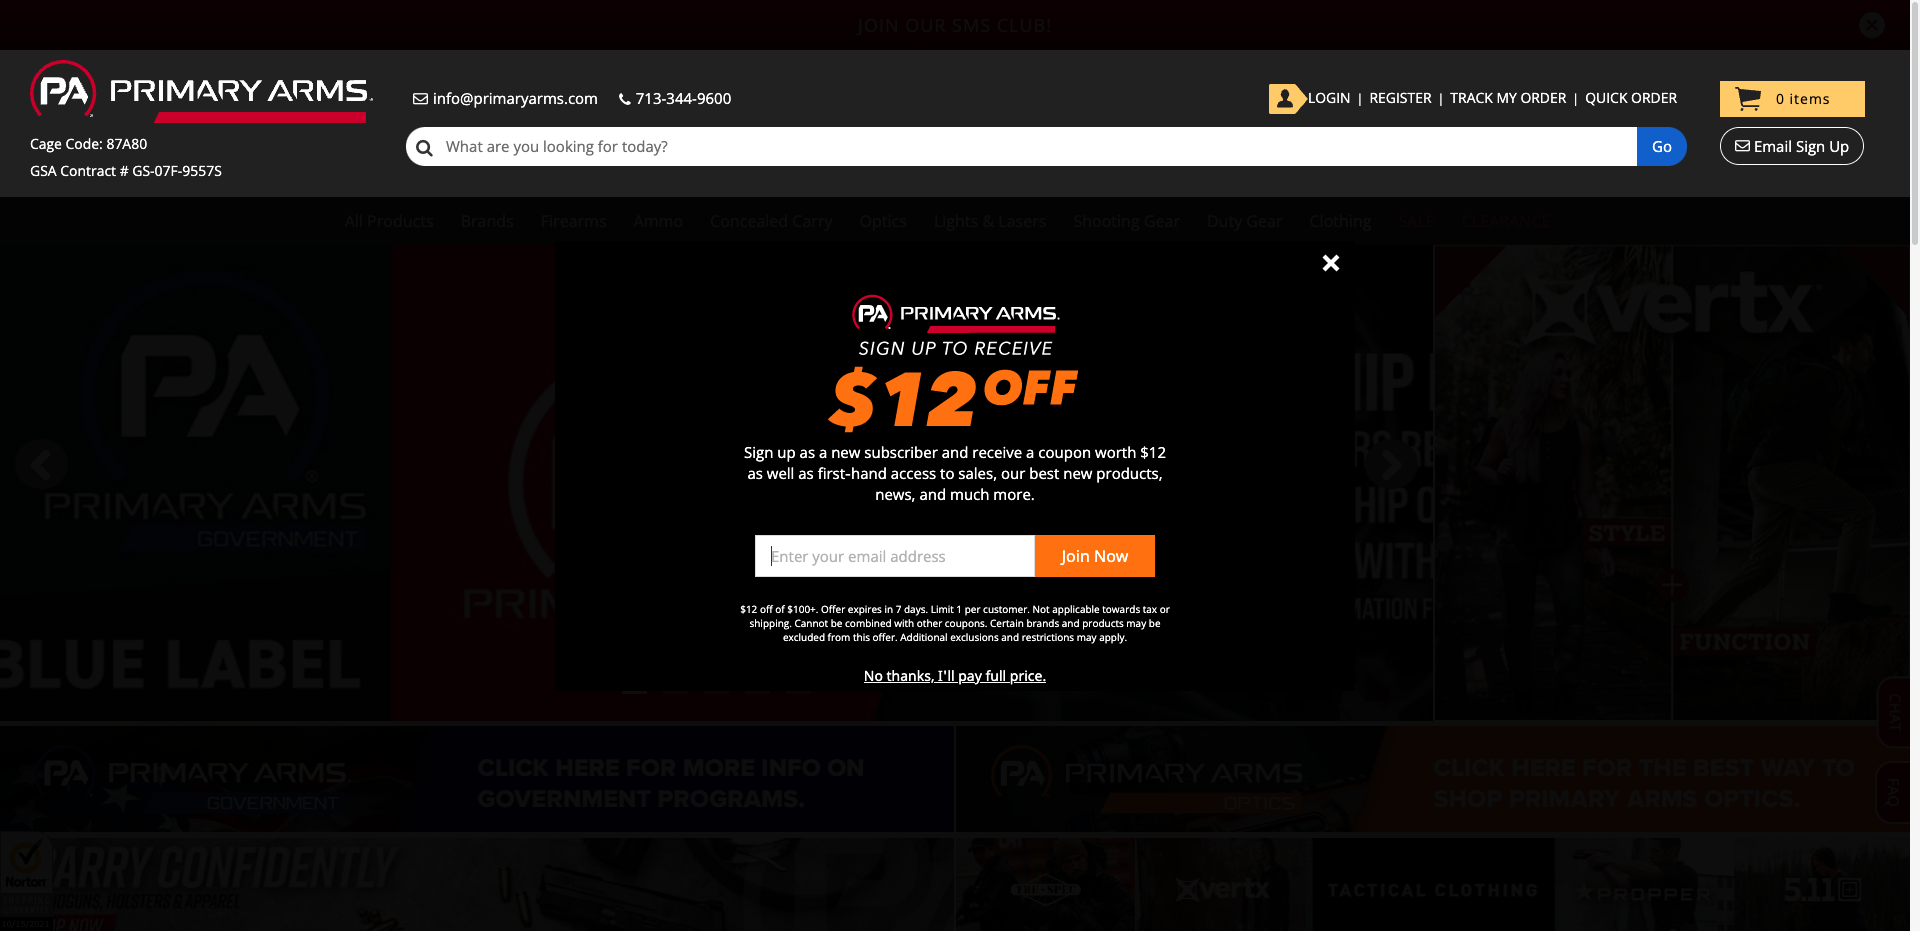 JOIN OUR SMS CLUB!
PA PRIMARY ARMS.
info@primaryarms.com
713-344-9600
LOGIN | REGISTER | TRACK MY ORDER | QUICK ORDER
0 items
Cage Code: 87A80
GSA Contract # GS-07F-9557S
What are you looking for today?
Go
Email Sign Up
All Products Brands Firearms Ammo Concealed Carry Optics Lights & Lasers Shooting Gear Duty Gear Clothing SALE CLEARANCE
PA
PRIMARY ARMS
GOVERNMENT
BLUE LABEL
PA PRIMARY ARMS.
SIGN UP TO RECEIVE
$12 OFF
Sign up as a new subscriber and receive a coupon worth $12
as well as first-hand access to sales, our best new products,
news, and much more.
Enter your email address
Join Now
$12 off of $100+. Offer expires in 7 days. Limit 1 per customer. Not applicable towards tax or
shipping. Cannot be combined with other coupons. Certain brands and products may be
excluded from this offer. Additional exclusions and restrictions may apply.
No thanks, I'll pay full price.
vertx
STYLE
+
FUNCTION
CHAT
FAQ
PA PRIMARY ARMS
GOVERNMENT
CLICK HERE FOR MORE INFO ON
GOVERNMENT PROGRAMS.
PA PRIMARY ARMS
OPTICS
CLICK HERE FOR THE BEST WAY TO
SHOP PRIMARY ARMS OPTICS.
ARRY CONFIDENTLY
Norton
vertx
TACTICAL CLOTHING
PROPPER
5.11